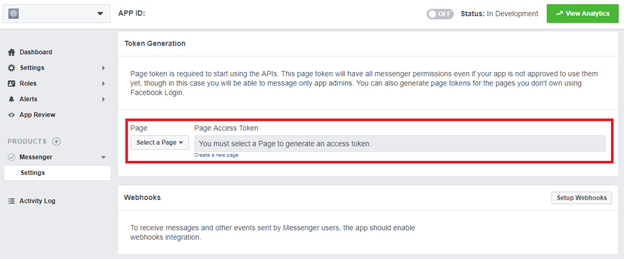 APP ID:
OFF
Status: In Development
View Analytics
Dashboard
Settings
Roles
Alerts
App Review
PRODUCTS
Messenger
Settings
Activity Log
Token Generation
Page token is required to start using the APIs. This page token will have all messenger permissions even if your app is not approved to use them
yet, though in this case you will be able to message only app admins. You can also generate page tokens for the pages you don't own using
Facebook Login.
Page
Page Access Token
Select a Page
You must select a Page to generate an access token.
Create a new page
Webhooks
Setup Webhooks
To receive messages and other events sent by Messenger users, the app should enable
webhooks integration.